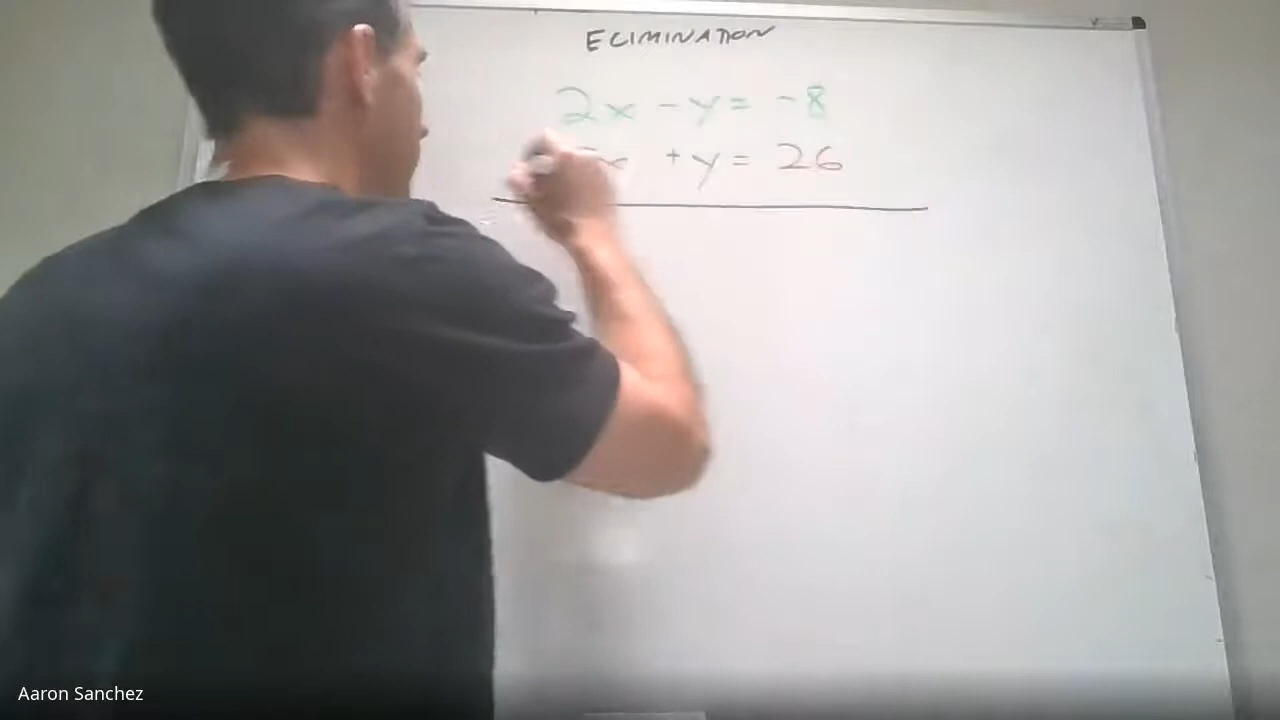 ELIMINATION
2x - y = -8
x + y = 26
Aaron Sanchez